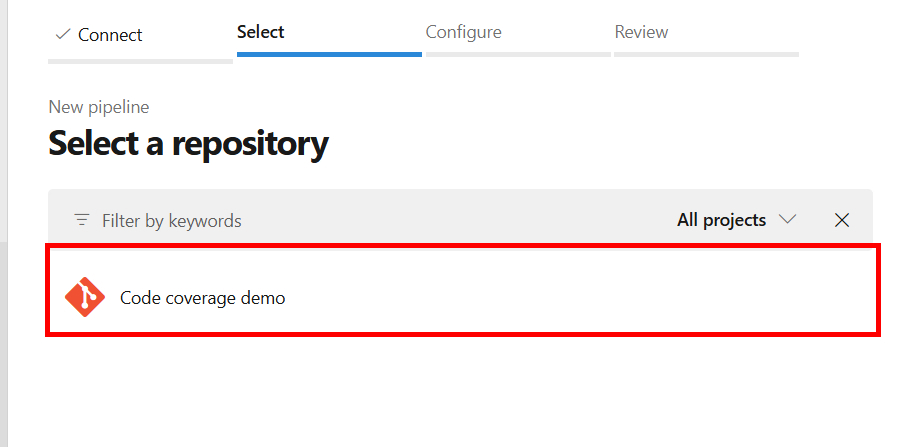 Connect Select Configure Review
New pipeline
Select a repository
Filter by keywords All projects
Code coverage demo